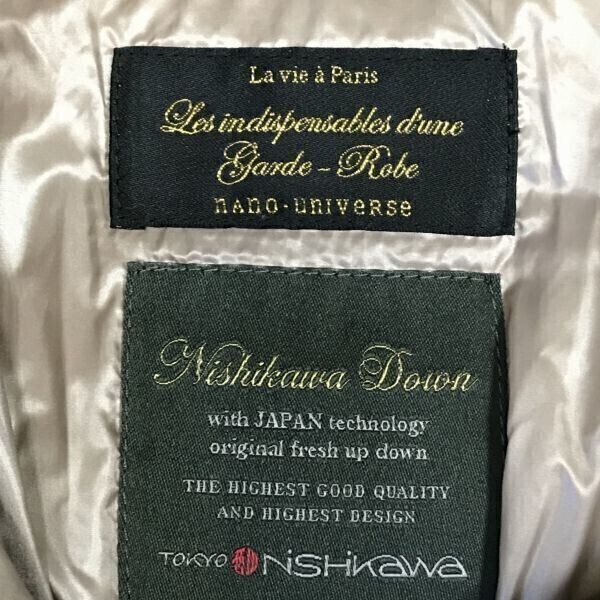 La vie à Paris
Les indispensables d'une
Garde - Robe
nano·universe
Nishikawa Down
with JAPAN technology
original fresh up down
THE HIGHEST GOOD QUALITY
AND HIGHEST DESIGN
TOKYO NiSHiKaWa